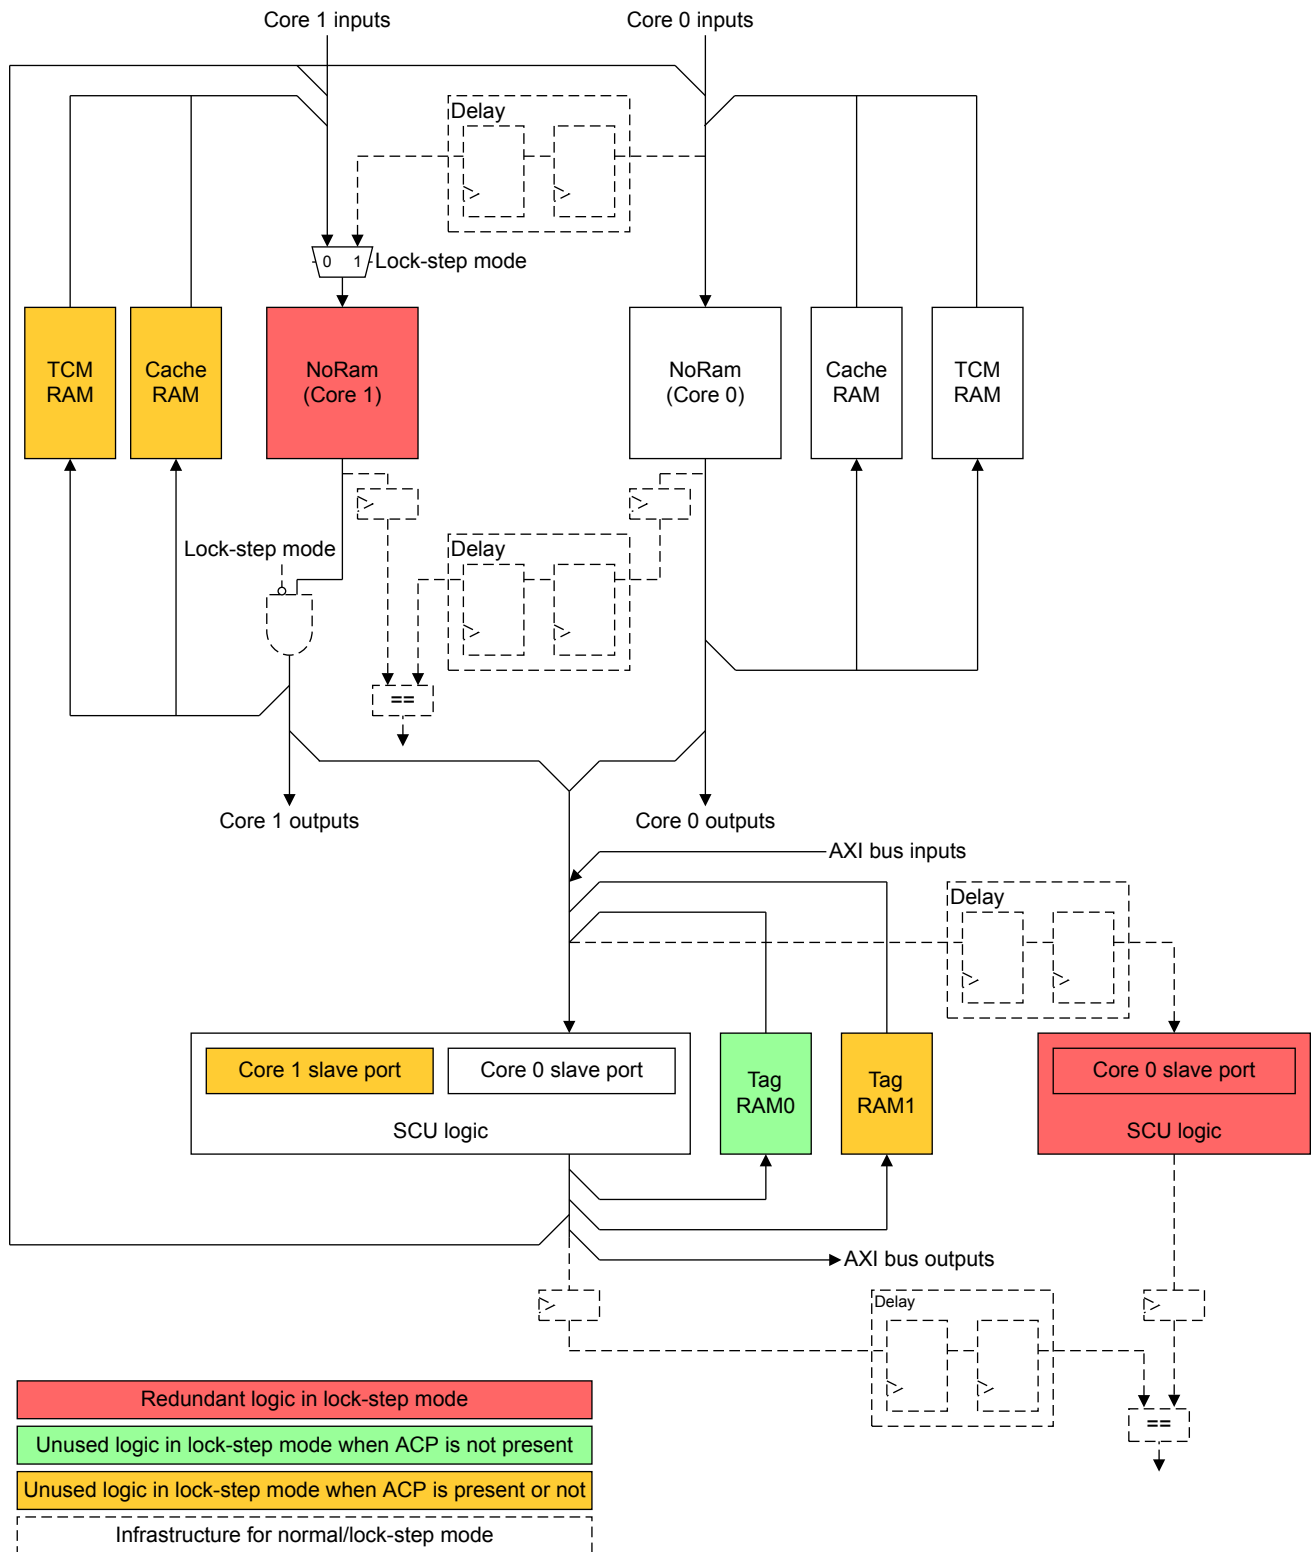 Core 1 inputs
Core 0 inputs
Delay
0 1
Lock-step mode
TCM
RAM
Cache
RAM
NoRam
(Core 1)
NoRam
(Core 0)
Cache
RAM
TCM
RAM
Lock-step mode
Delay
==
Core 1 outputs
Core 0 outputs
AXI bus inputs
Delay
Core 1 slave port
Core 0 slave port
SCU logic
Tag
RAM0
Tag
RAM1
Core 0 slave port
SCU logic
AXI bus outputs
Delay
==
Redundant logic in lock-step mode
Unused logic in lock-step mode when ACP is not present
Unused logic in lock-step mode when ACP is present or not
Infrastructure for normal/lock-step mode